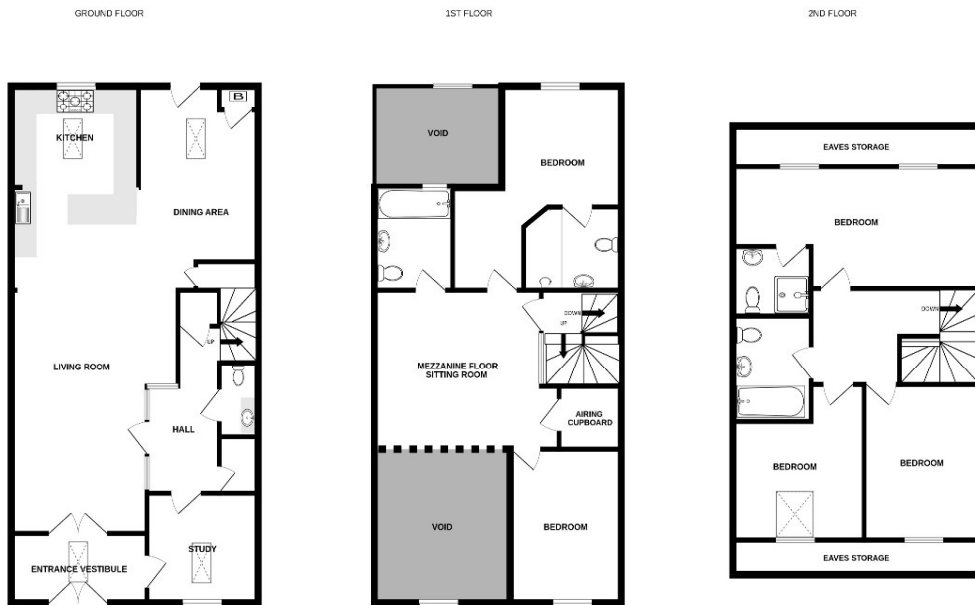 GROUND FLOOR
1ST FLOOR
2ND FLOOR
B
KITCHEN
DINING AREA
UP
LIVING ROOM
HALL
STUDY
ENTRANCE VESTIBULE
VOID
BEDROOM
DOWN
UP
MEZZANINE FLOOR
SITTING ROOM
AIRING
CUPBOARD
VOID
BEDROOM
EAVES STORAGE
BEDROOM
DOWN
BEDROOM
BEDROOM
EAVES STORAGE